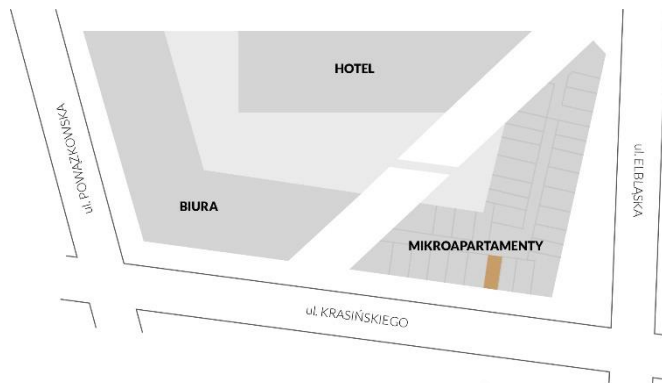 HOTEL
ul. POWĄZKOWSKA
ul. ELBLĄSKA
BIURA
MIKROAPARTAMENTY
ul. KRASIŃSKIEGO